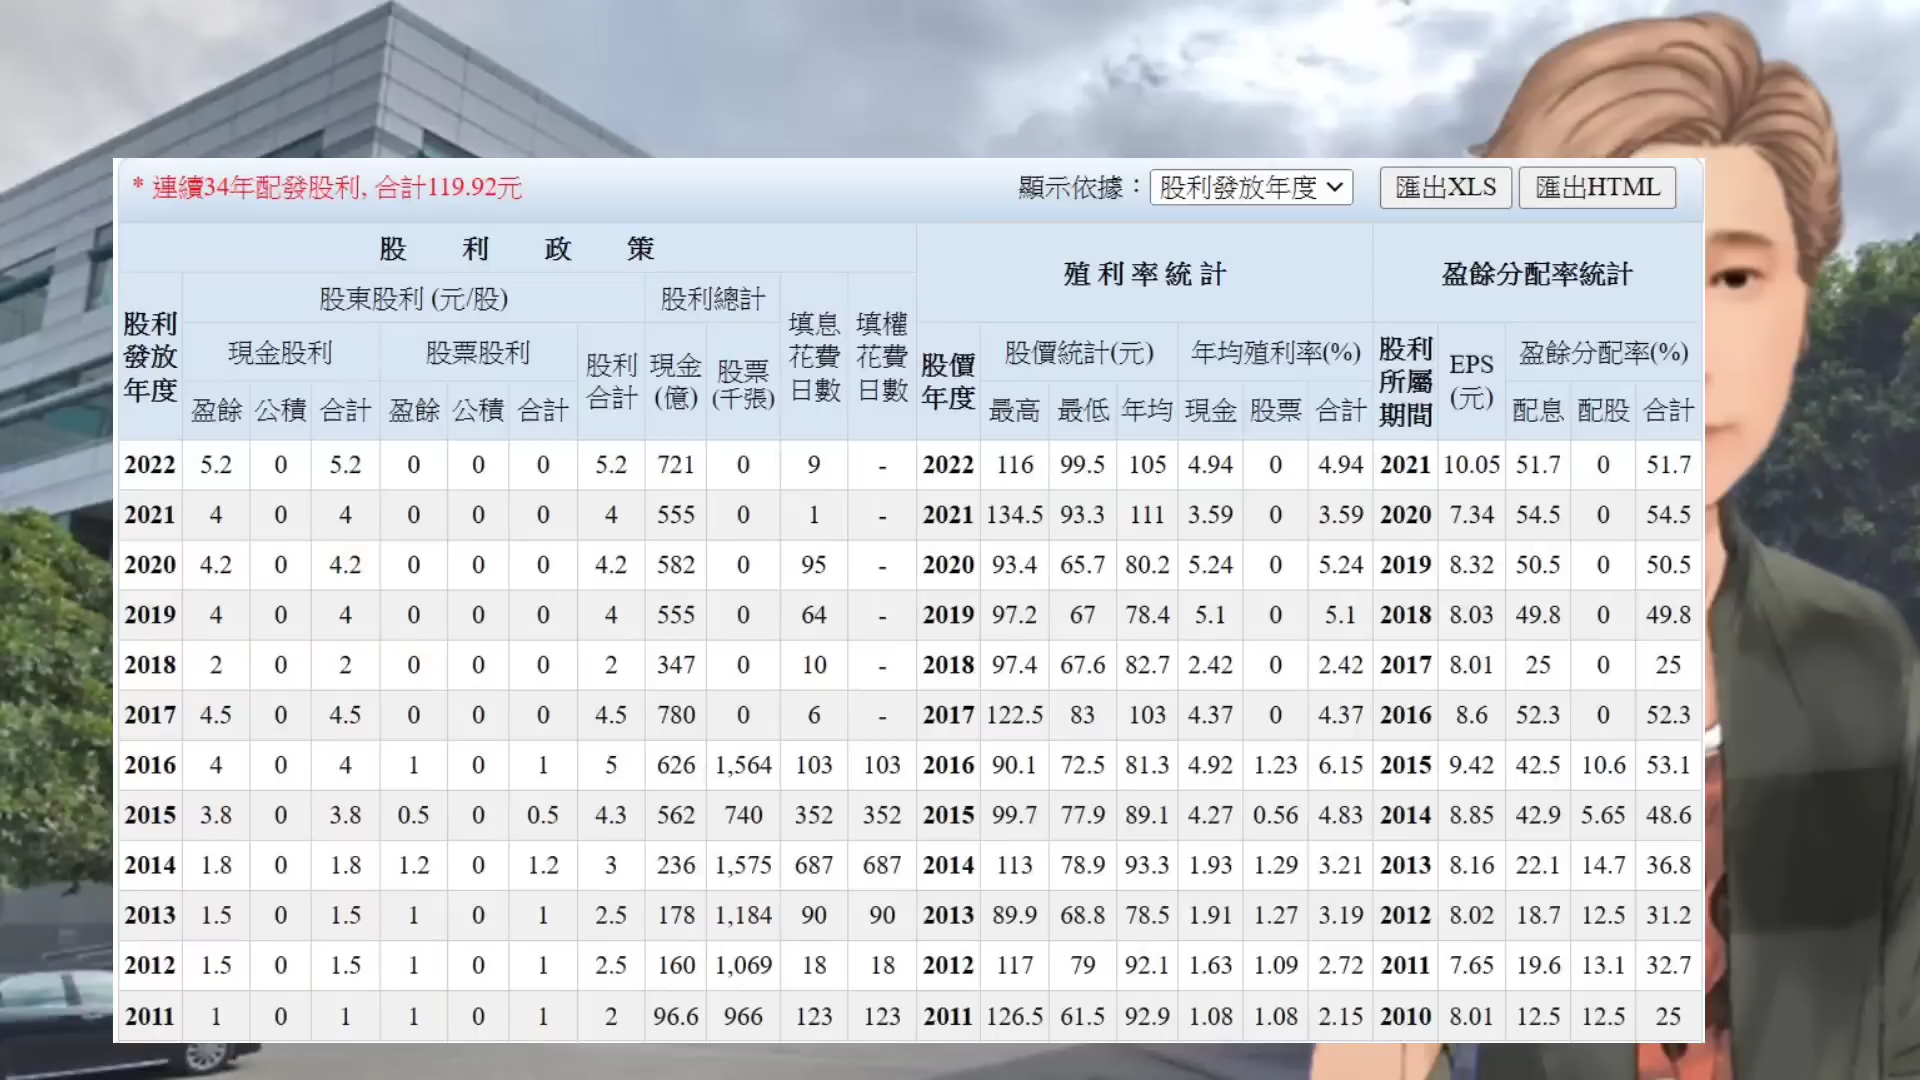 * 連續34年配發股利, 合計119.92元 顯示依據： 股利發放年度 匯出XLS 匯出HTML
股利政策 殖利率統計 盈餘分配率統計
股利發放年度 股東股利 (元/股) 股利總計 填息花費日數 填權花費日數 股價年度 股價統計(元) 年均殖利率(%) 股利所屬期間 EPS(元) 盈餘分配率(%)
現金股利 股票股利 股利合計 現金(億) 股票(千張)
盈餘 公積 合計 盈餘 公積 合計 最高 最低 年均 現金 股票 合計 配息 配股 合計
2022 5.2 0 5.2 0 0 0 5.2 721 0 9 - 2022 116 99.5 105 4.94 0 4.94 2021 10.05 51.7 0 51.7
2021 4 0 4 0 0 0 4 555 0 1 - 2021 134.5 93.3 111 3.59 0 3.59 2020 7.34 54.5 0 54.5
2020 4.2 0 4.2 0 0 0 4.2 582 0 95 - 2020 93.4 65.7 80.2 5.24 0 5.24 2019 8.32 50.5 0 50.5
2019 4 0 4 0 0 0 4 555 0 64 - 2019 97.2 67 78.4 5.1 0 5.1 2018 8.03 49.8 0 49.8
2018 2 0 2 0 0 0 2 347 0 10 - 2018 97.4 67.6 82.7 2.42 0 2.42 2017 8.01 25 0 25
2017 4.5 0 4.5 0 0 0 4.5 780 0 6 - 2017 122.5 83 103 4.37 0 4.37 2016 8.6 52.3 0 52.3
2016 4 0 4 1 0 1 5 626 1,564 103 103 2016 90.1 72.5 81.3 4.92 1.23 6.15 2015 9.42 42.5 10.6 53.1
2015 3.8 0 3.8 0.5 0 0.5 4.3 562 740 352 352 2015 99.7 77.9 89.1 4.27 0.56 4.83 2014 8.85 42.9 5.65 48.6
2014 1.8 0 1.8 1.2 0 1.2 3 236 1,575 687 687 2014 113 78.9 93.3 1.93 1.29 3.21 2013 8.16 22.1 14.7 36.8
2013 1.5 0 1.5 1 0 1 2.5 178 1,184 90 90 2013 89.9 68.8 78.5 1.91 1.27 3.19 2012 8.02 18.7 12.5 31.2
2012 1.5 0 1.5 1 0 1 2.5 160 1,069 18 18 2012 117 79 92.1 1.63 1.09 2.72 2011 7.65 19.6 13.1 32.7
2011 1 0 1 1 0 1 2 96.6 966 123 123 2011 126.5 61.5 92.9 1.08 1.08 2.15 2010 8.01 12.5 12.5 25